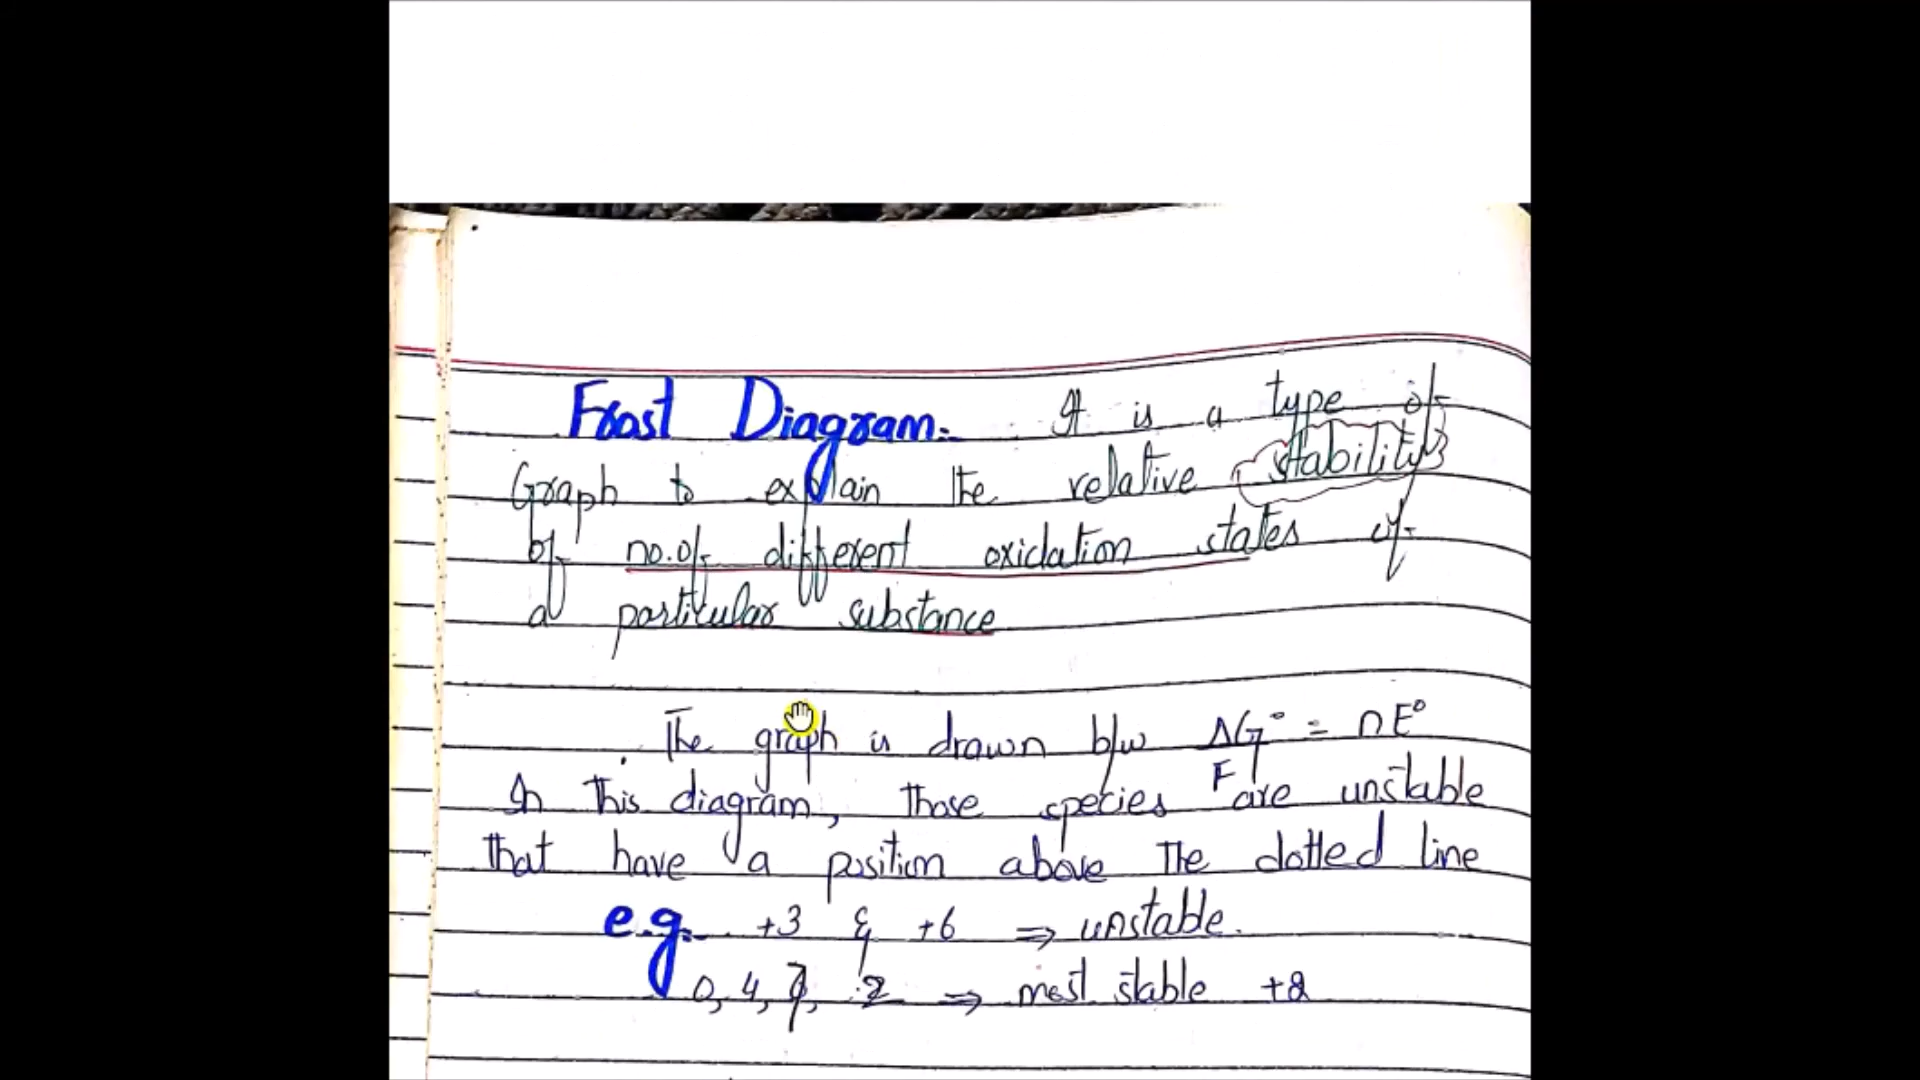 Frost Diagram:- It is a type of
Graph to explain the relative stability
of no. of different oxidation states of
a particular substance
The graph is drawn b/w ΔG° = nE°
F
In this diagram, those species are unstable
that have a position above the dotted line
e.g. +3 & +6 ⇒ unstable.
0, 4, 7, 2 ⇒ most stable +2